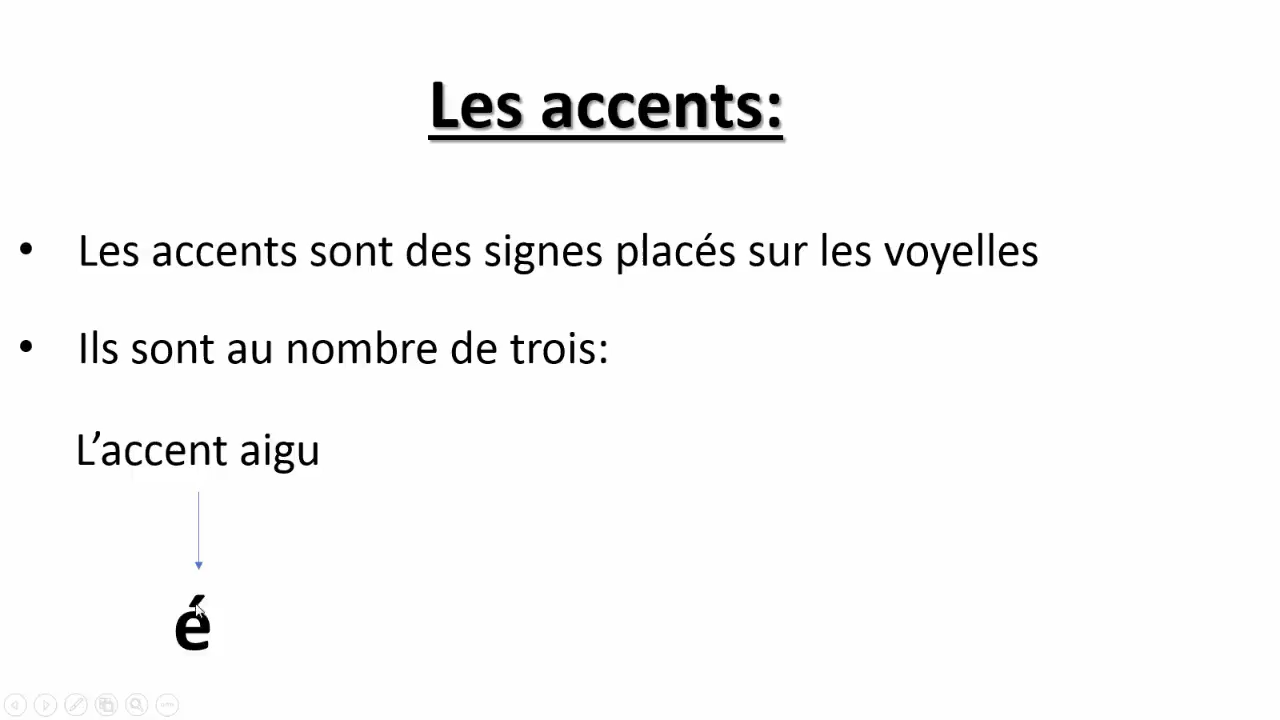 Les accents:
• Les accents sont des signes placés sur les voyelles
• Ils sont au nombre de trois:
L’accent aigu
é